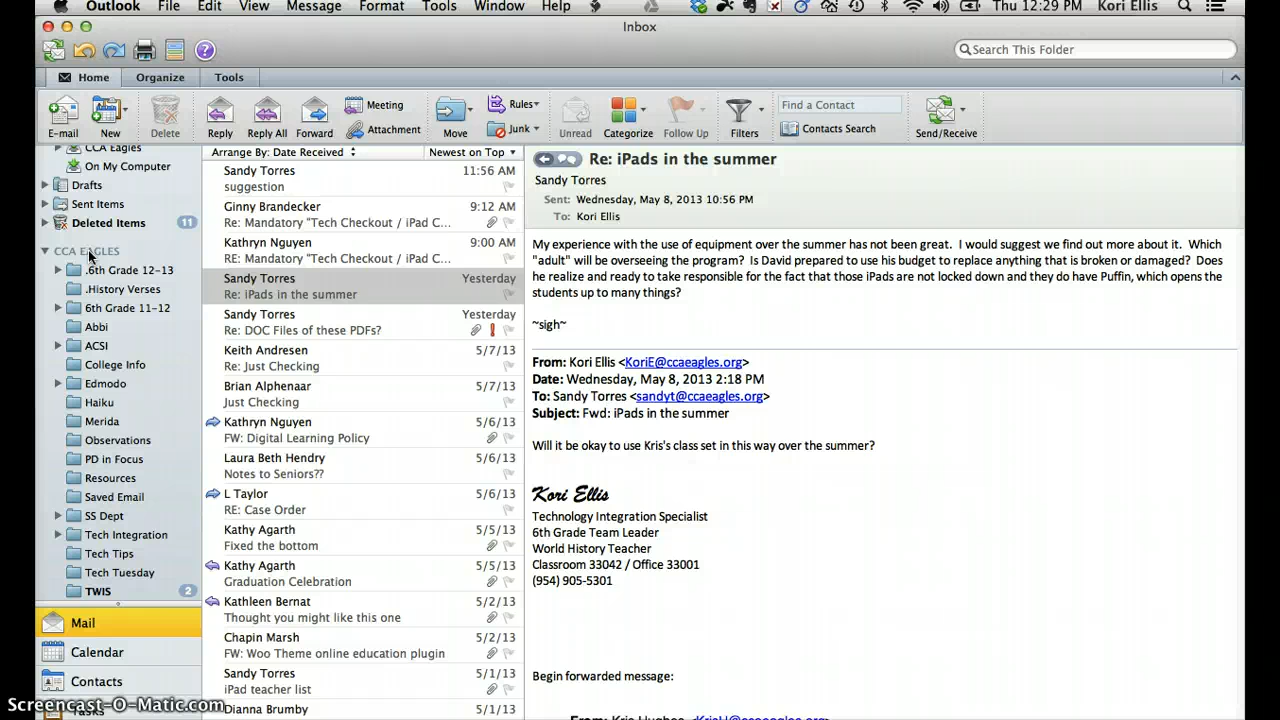 Outlook File Edit View Message Format Tools Window Help Thu 12:29 PM Kori Ellis
Inbox
Search This Folder
Home Organize Tools
E-mail New Delete Reply Reply All Forward Meeting Attachment Move Rules Junk Unread Categorize Follow Up Filters Find a Contact Contacts Search Send/Receive
CCA Eagles
On My Computer
Drafts
Sent Items
Deleted Items 11
CCA EAGLES
.6th Grade 12-13
.History Verses
6th Grade 11-12
Abbi
ACSI
College Info
Edmodo
Haiku
Merida
Observations
PD in Focus
Resources
Saved Email
SS Dept
Tech Integration
Tech Tips
Tech Tuesday
TWIS 2
Mail
Calendar
Contacts
Tasks
Arrange By: Date Received Newest on Top
Sandy Torres 11:56 AM
suggestion
Ginny Brandecker 9:12 AM
Re: Mandatory "Tech Checkout / iPad C...
Kathryn Nguyen 9:00 AM
RE: Mandatory "Tech Checkout / iPad C...
Sandy Torres Yesterday
Re: iPads in the summer
Sandy Torres Yesterday
Re: DOC Files of these PDFs?
Keith Andresen 5/7/13
Re: Just Checking
Brian Alphenaar 5/7/13
Just Checking
Kathryn Nguyen 5/6/13
FW: Digital Learning Policy
Laura Beth Hendry 5/6/13
Notes to Seniors??
L Taylor 5/6/13
RE: Case Order
Kathy Agarth 5/5/13
Fixed the bottom
Kathy Agarth 5/5/13
Graduation Celebration
Kathleen Bernat 5/2/13
Thought you might like this one
Chapin Marsh 5/2/13
FW: Woo Theme online education plugin
Sandy Torres 5/1/13
iPad teacher list
Dianna Brumby 5/1/13
Re: iPads in the summer
Sandy Torres
Sent: Wednesday, May 8, 2013 10:56 PM
To: Kori Ellis
My experience with the use of equipment over the summer has not been great. I would suggest we find out more about it. Which
"adult" will be overseeing the program? Is David prepared to use his budget to replace anything that is broken or damaged? Does
he realize and ready to take responsible for the fact that those iPads are not locked down and they do have Puffin, which opens the
students up to many things?
~sigh~
From: Kori Ellis <KoriE@ccaeagles.org>
Date: Wednesday, May 8, 2013 2:18 PM
To: Sandy Torres <sandyt@ccaeagles.org>
Subject: Fwd: iPads in the summer
Will it be okay to use Kris's class set in this way over the summer?
Kori Ellis
Technology Integration Specialist
6th Grade Team Leader
World History Teacher
Classroom 33042 / Office 33001
(954) 905-5301
Begin forwarded message:
From: Kris Hughes <KrisH@ccaeagles.org>
Screencast-O-Matic.com